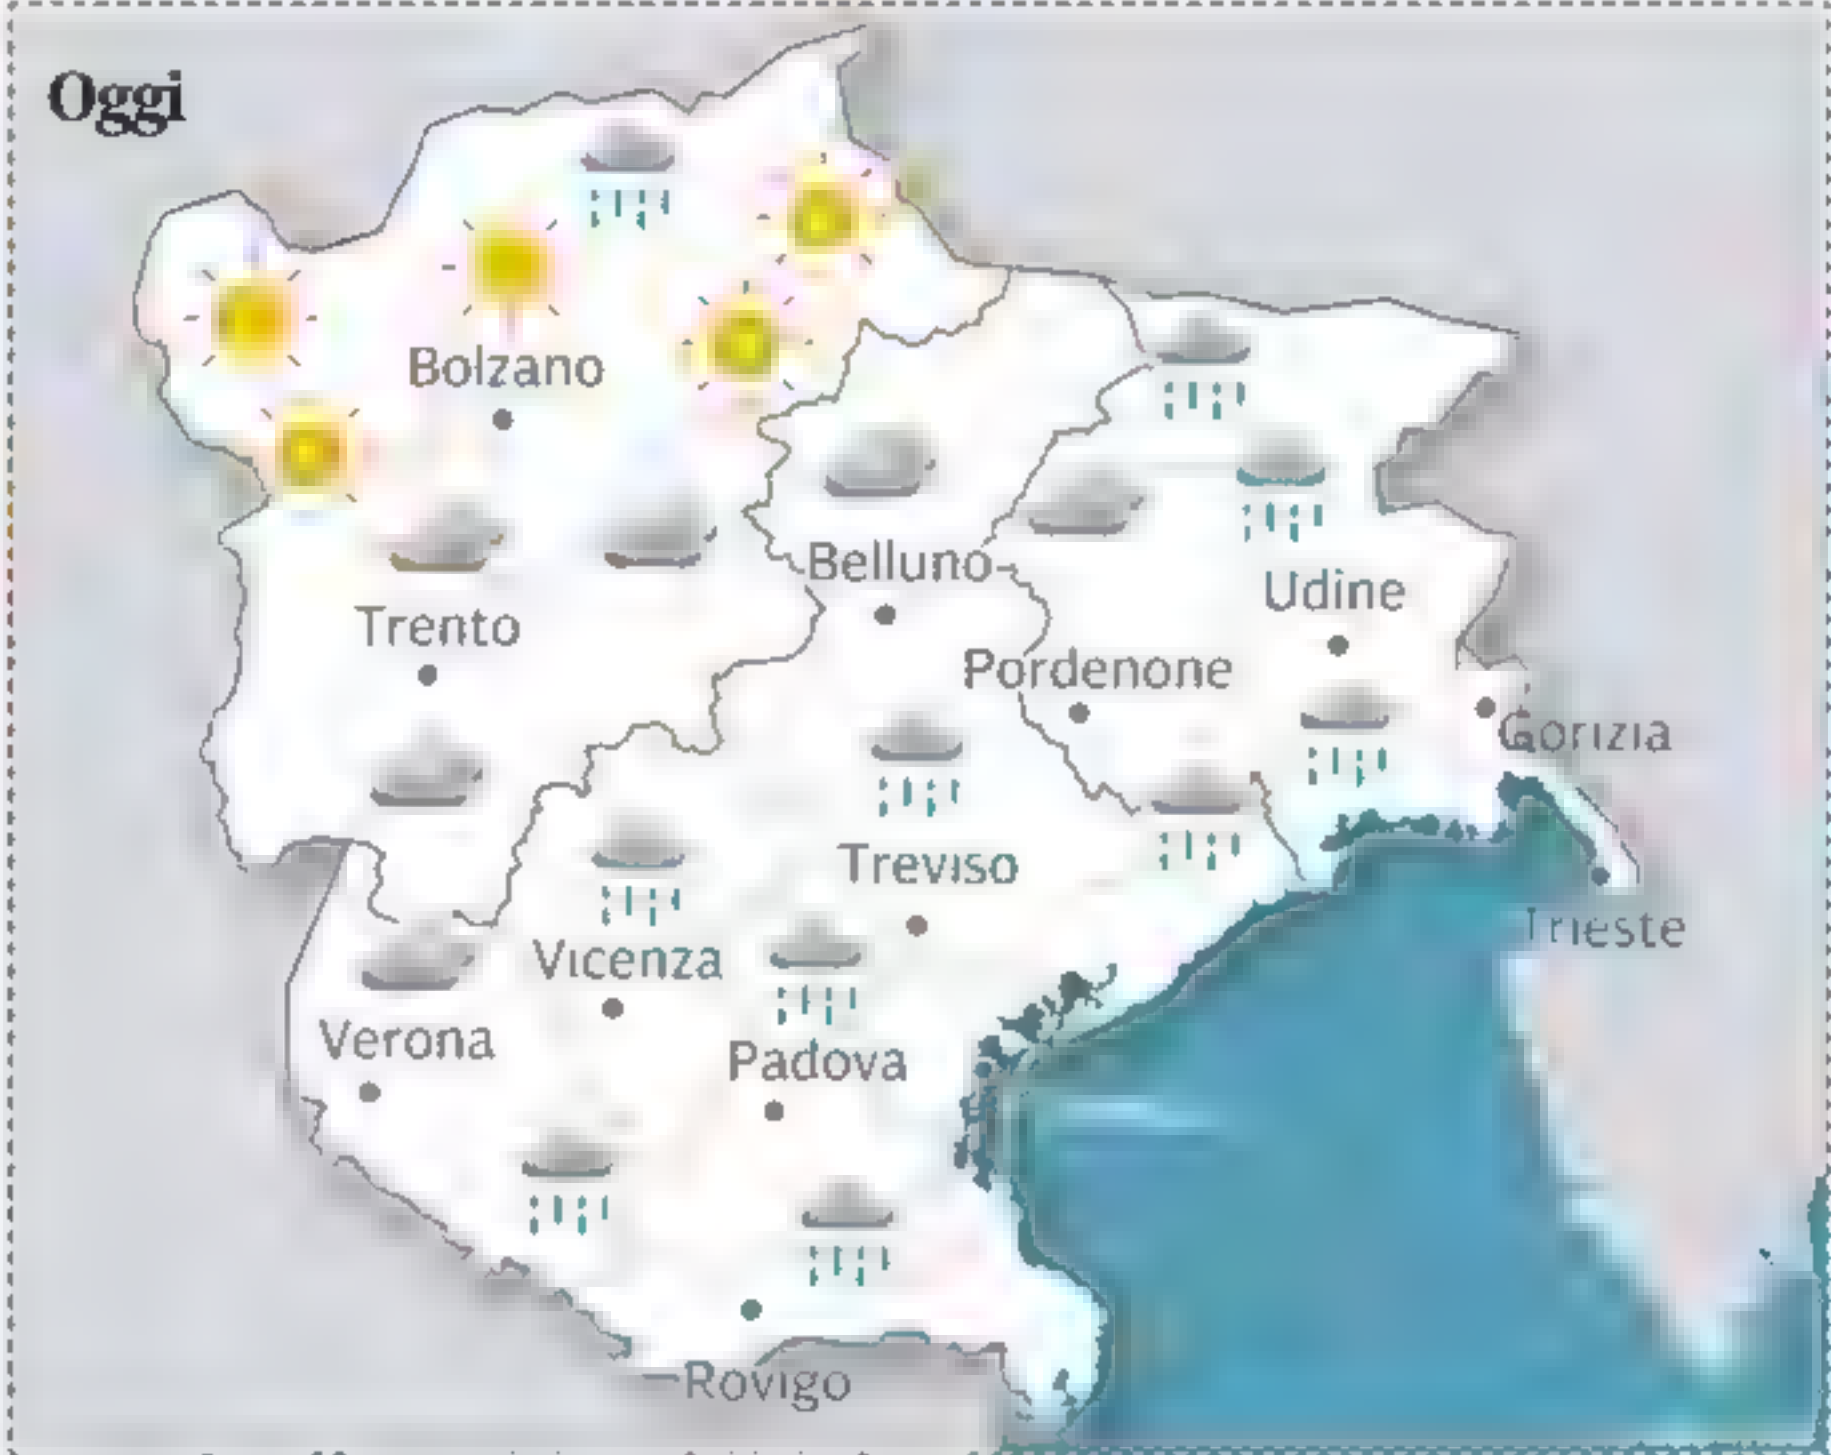 Oggi
Bolzano
Belluno
Udine
Trento
Pordenone
Gorizia
Treviso
Trieste
Vicenza
Verona
Padova
Rovigo